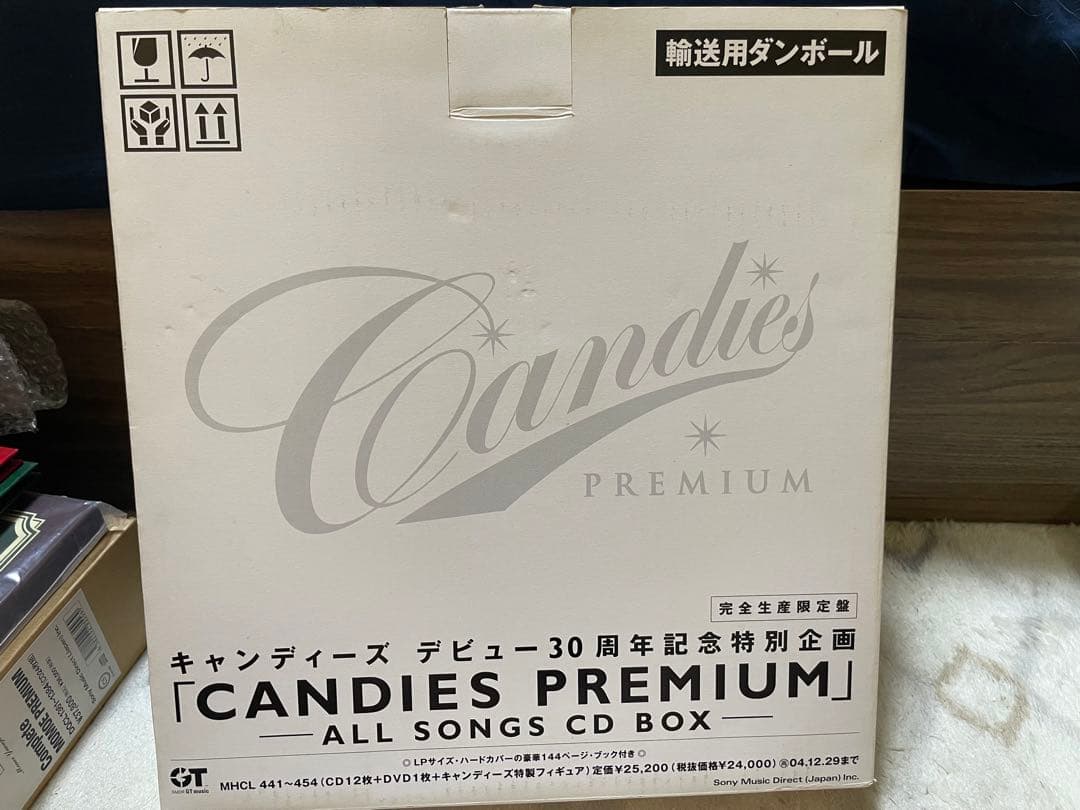 輸送用ダンボール
Candies
PREMIUM
完全生産限定盤
キャンディーズ デビュー30周年記念特別企画
「CANDIES PREMIUM」
ALL SONGS CD BOX
◎LPサイズ・ハードカバーの豪華144ページ・ブック付き◎
GT
GT music
MHCL 441〜454(CD12枚+DVD1枚+キャンディーズ特製フィギュア)定価¥25,200(税抜価格¥24,000)㋐04.12.29まで
Sony Music Direct (Japan) Inc.
Complete
MOMOE PREMIUM